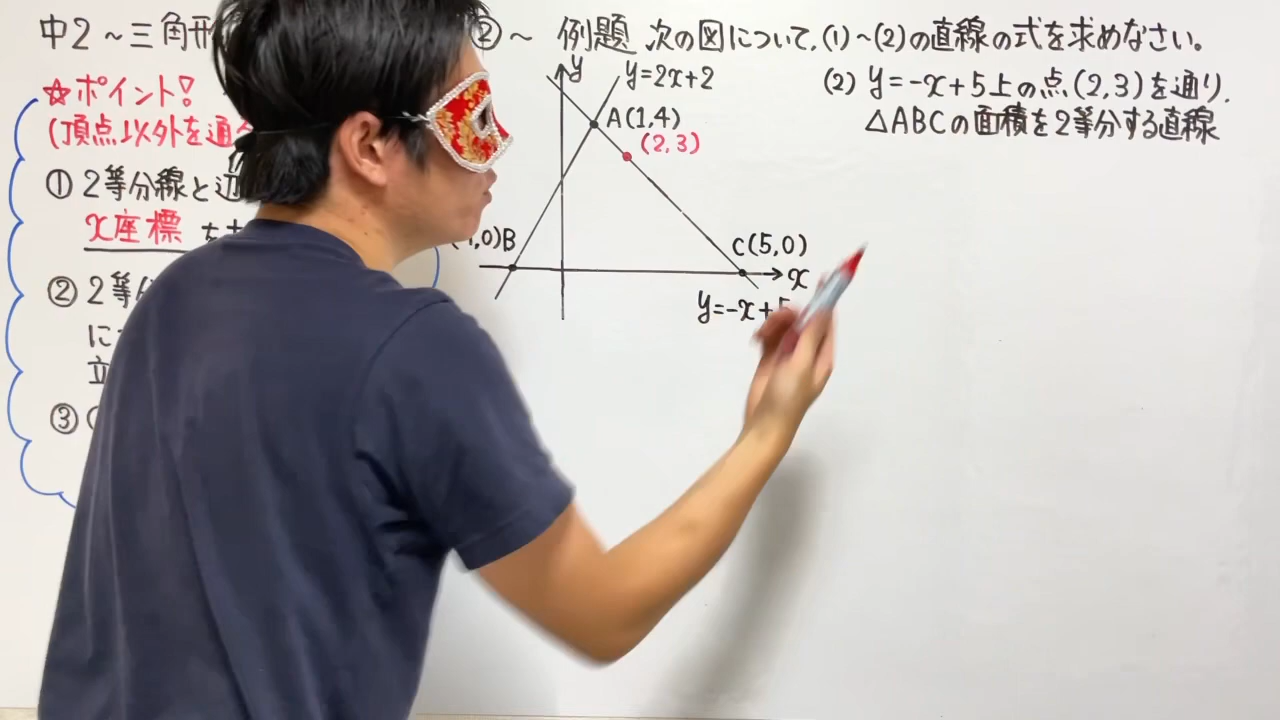 中2～三角形
②～
☆ポイント!
(頂点以外を通
①2等分線と辺
x座標を
②2等分
に
立
③
例題 次の図について、(1)～(2)の直線の式を求めなさい。
(2) y=-x+5上の点(2,3)を通り、
△ABCの面積を2等分する直線
y
y=2x+2
A(1,4)
(2,3)
,0)B
C(5,0)
x
y=-x+5